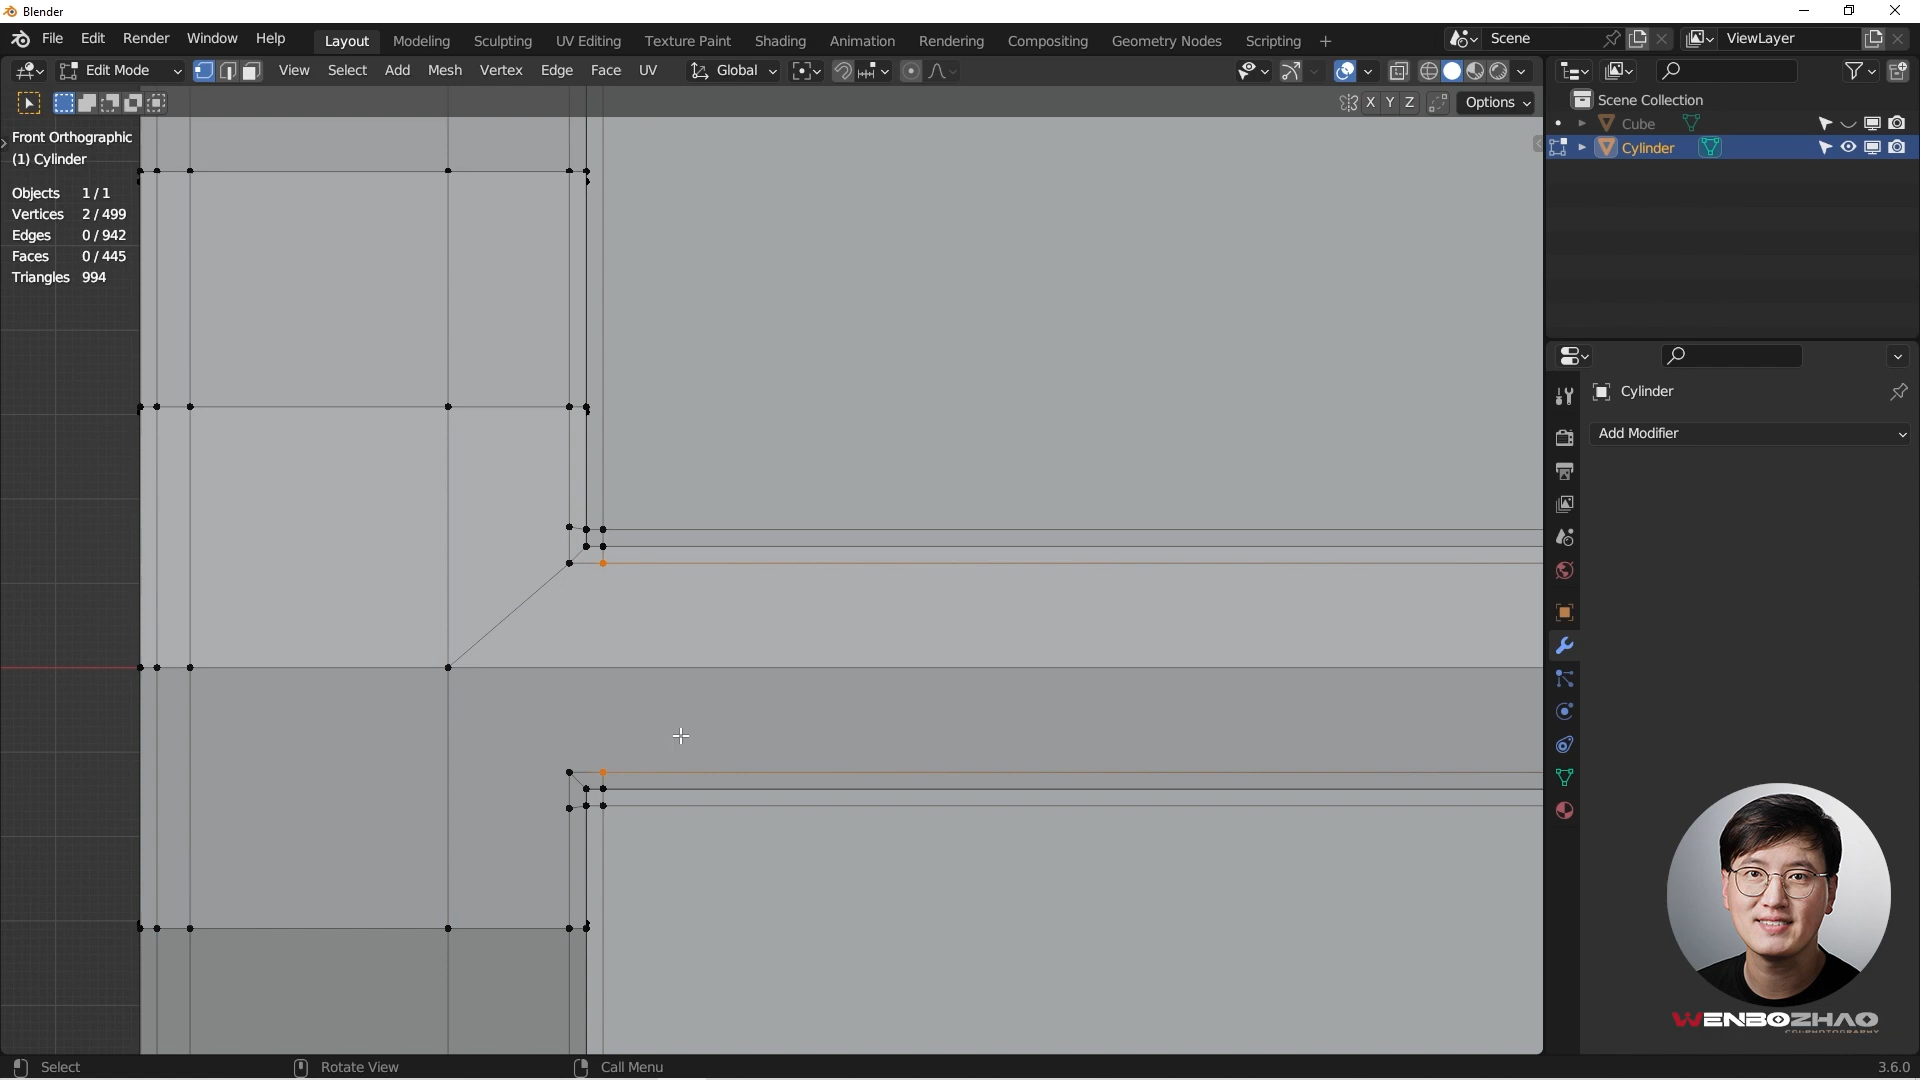 Blender
File Edit Render Window Help Layout Modeling Sculpting UV Editing Texture Paint Shading Animation Rendering Compositing Geometry Nodes Scripting + Scene ViewLayer
Edit Mode View Select Add Mesh Vertex Edge Face UV Global
X Y Z Options
Front Orthographic
(1) Cylinder
Objects 1 / 1
Vertices 2 / 499
Edges 0 / 942
Faces 0 / 445
Triangles 994
Scene Collection
Cube
Cylinder
Cylinder
Add Modifier
WENBOZHAO
Select Rotate View Call Menu 3.6.0